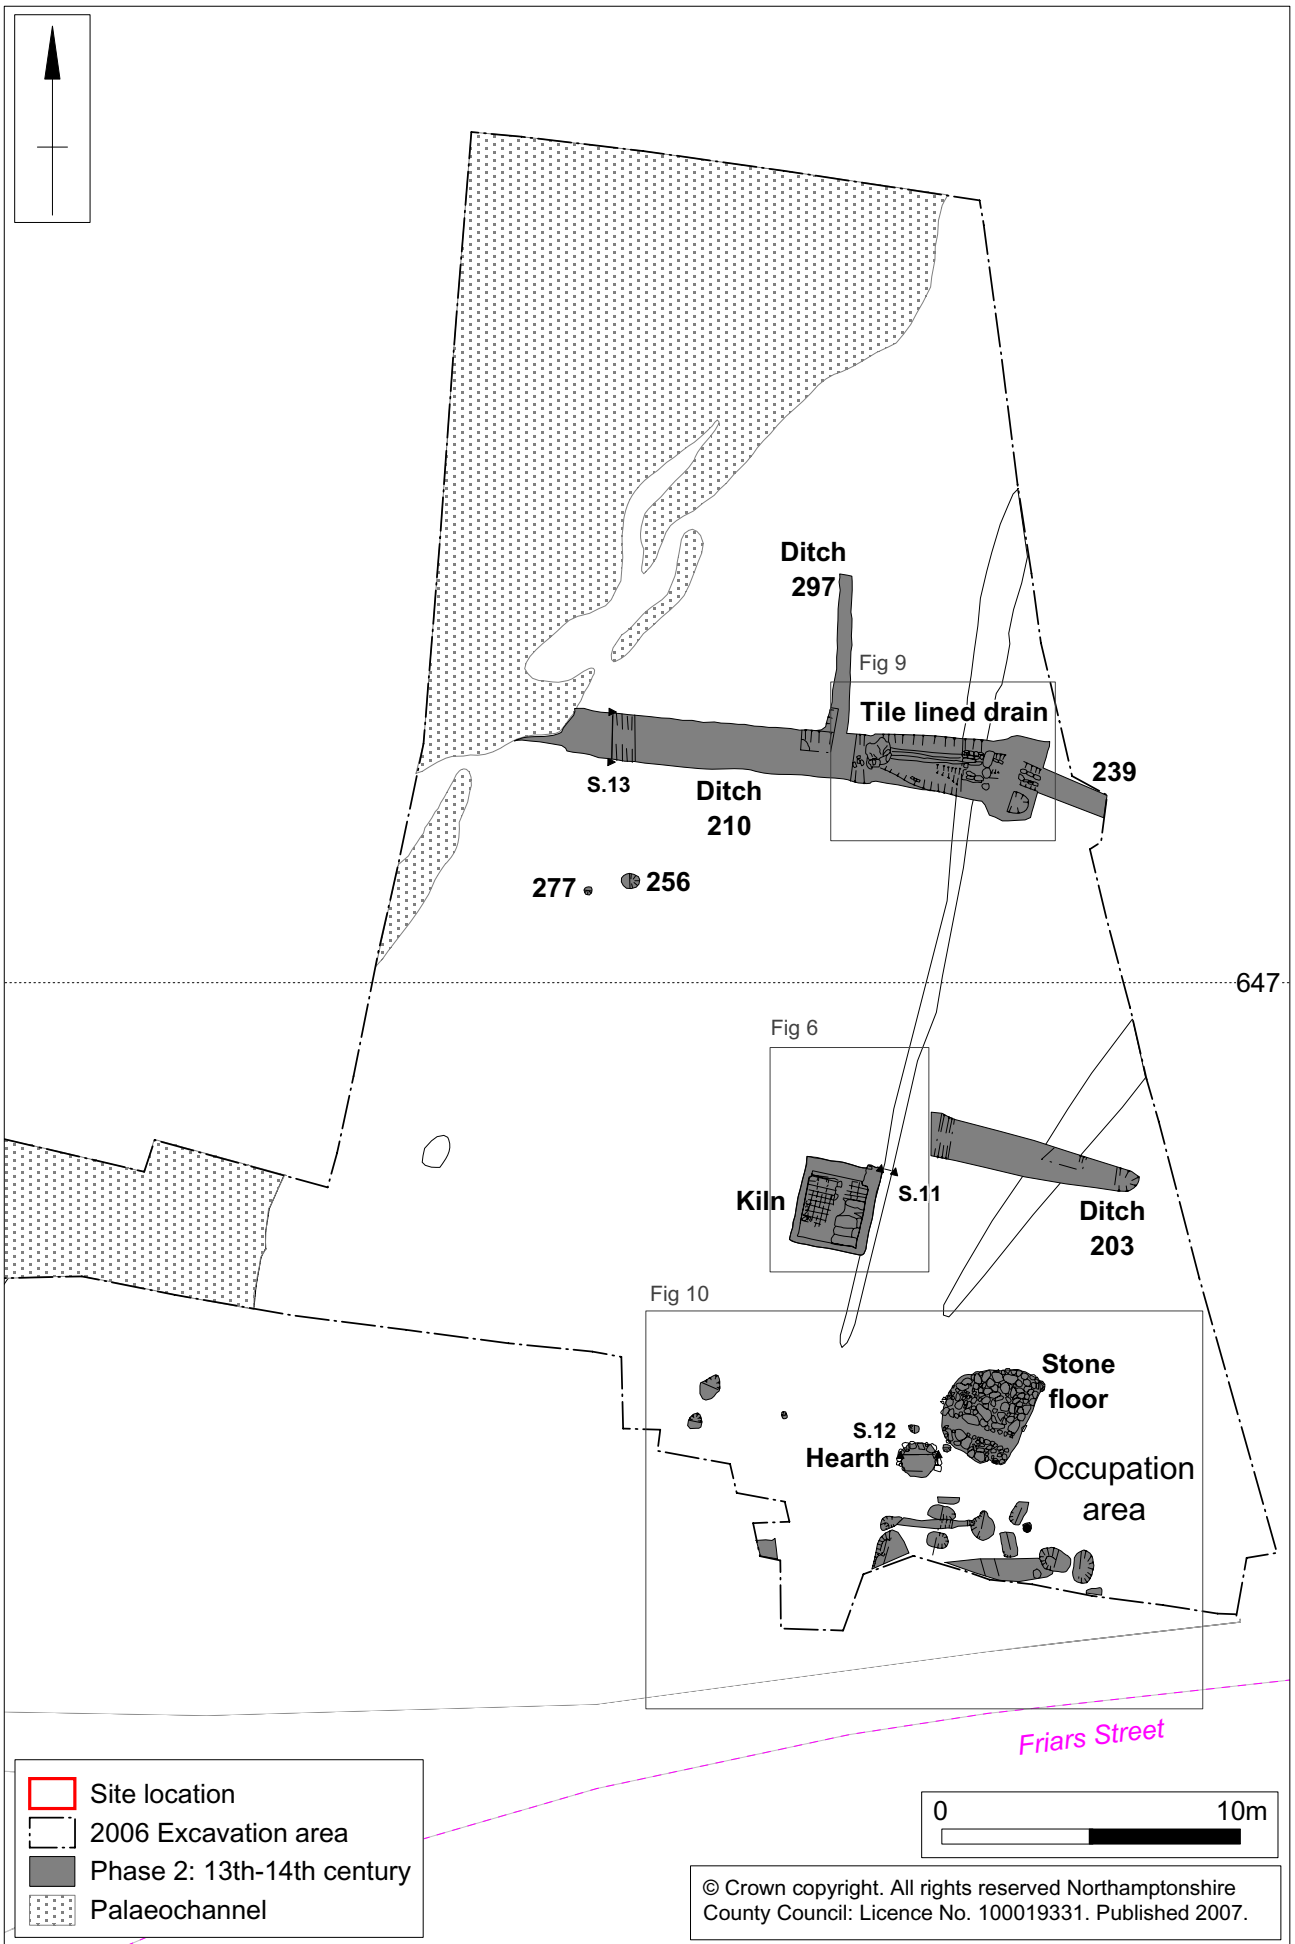 Ditch
297
Fig 9
Tile lined drain
239
S.13
Ditch
210
277
256
647
Fig 6
Kiln
S.11
Ditch
203
Fig 10
Stone
floor
S.12
Hearth
Occupation
area
Friars Street
Site location
2006 Excavation area
Phase 2: 13th-14th century
Palaeochannel
0
10m
© Crown copyright. All rights reserved Northamptonshire
County Council: Licence No. 100019331. Published 2007.